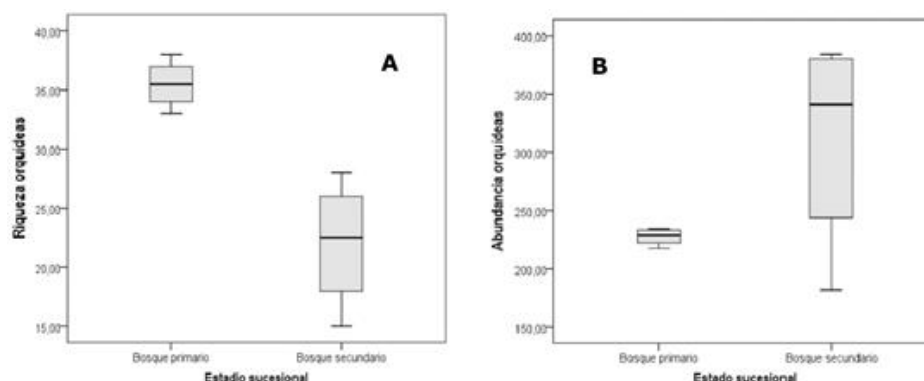 A
Riqueza orquídeas
40,00
35,00
30,00
25,00
20,00
15,00
Bosque primario
Bosque secundario
Estadio sucesional
B
Abundancia orquídeas
400,00
350,00
300,00
250,00
200,00
150,00
Bosque primario
Bosque secundario
Estadio sucesional